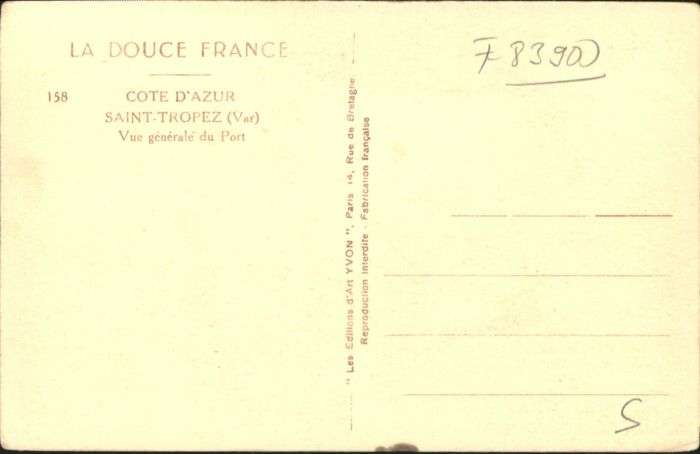 LA DOUCE FRANCE
158 COTE D'AZUR
SAINT-TROPEZ (Var)
Vue générale du Port
" Les Editions d'Art YVON ", Paris 14, Rue de Bretagne
Reproduction Interdite - Fabrication française
F 8390
S